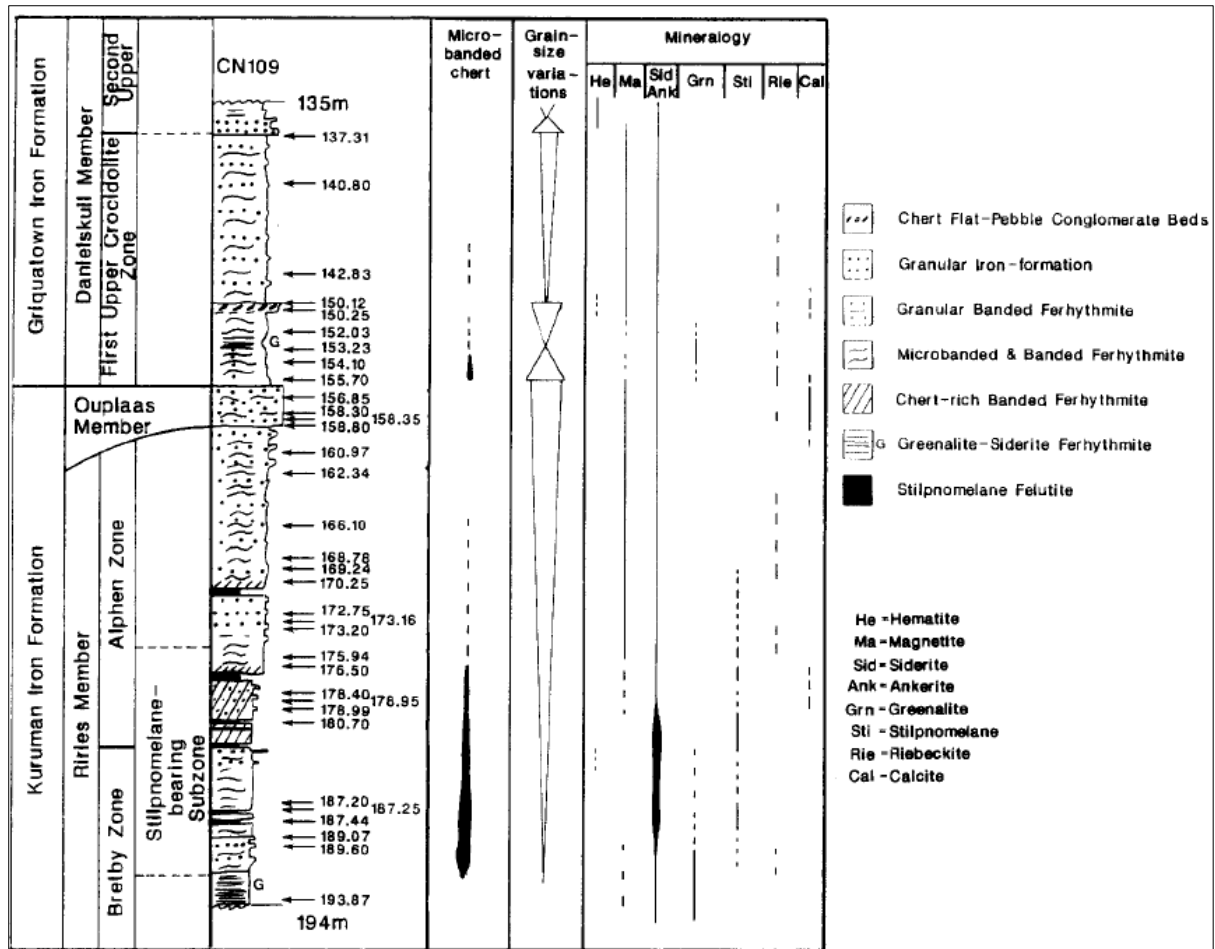 Griquatown Iron Formation
Kuruman Iron Formation
Danielskull Member
Rirles Member
Second Upper
First Upper Crocidolite Zone
Ouplaas Member
Alphen Zone
Bretby Zone
Stilpnomelane-bearing Subzone
CN109
135m
137.31
140.80
142.83
150.12
150.25
152.03
G
153.23
154.10
155.70
156.85
158.30
158.35
158.80
160.97
162.34
166.10
168.78
169.24
170.25
172.75
173.16
173.20
175.94
176.50
178.40
178.95
178.99
180.70
187.20
187.25
187.44
189.07
189.60
G
193.87
194m
Micro-
banded
chert
Grain-
size
varia-
tions
Mineralogy
He
Ma
Sid
Ank
Grn
Sti
Rie
Cal
Chert Flat-Pebble Conglomerate Beds
Granular Iron-formation
Granular Banded Ferhythmite
Microbanded & Banded Ferhythmite
Chert-rich Banded Ferhythmite
G Greenalite-Siderite Ferhythmite
Stilpnomelane Felutite
He = Hematite
Ma = Magnetite
Sid = Siderite
Ank = Ankerite
Grn = Greenalite
Sti = Stilpnomelane
Rie = Riebeckite
Cal = Calcite